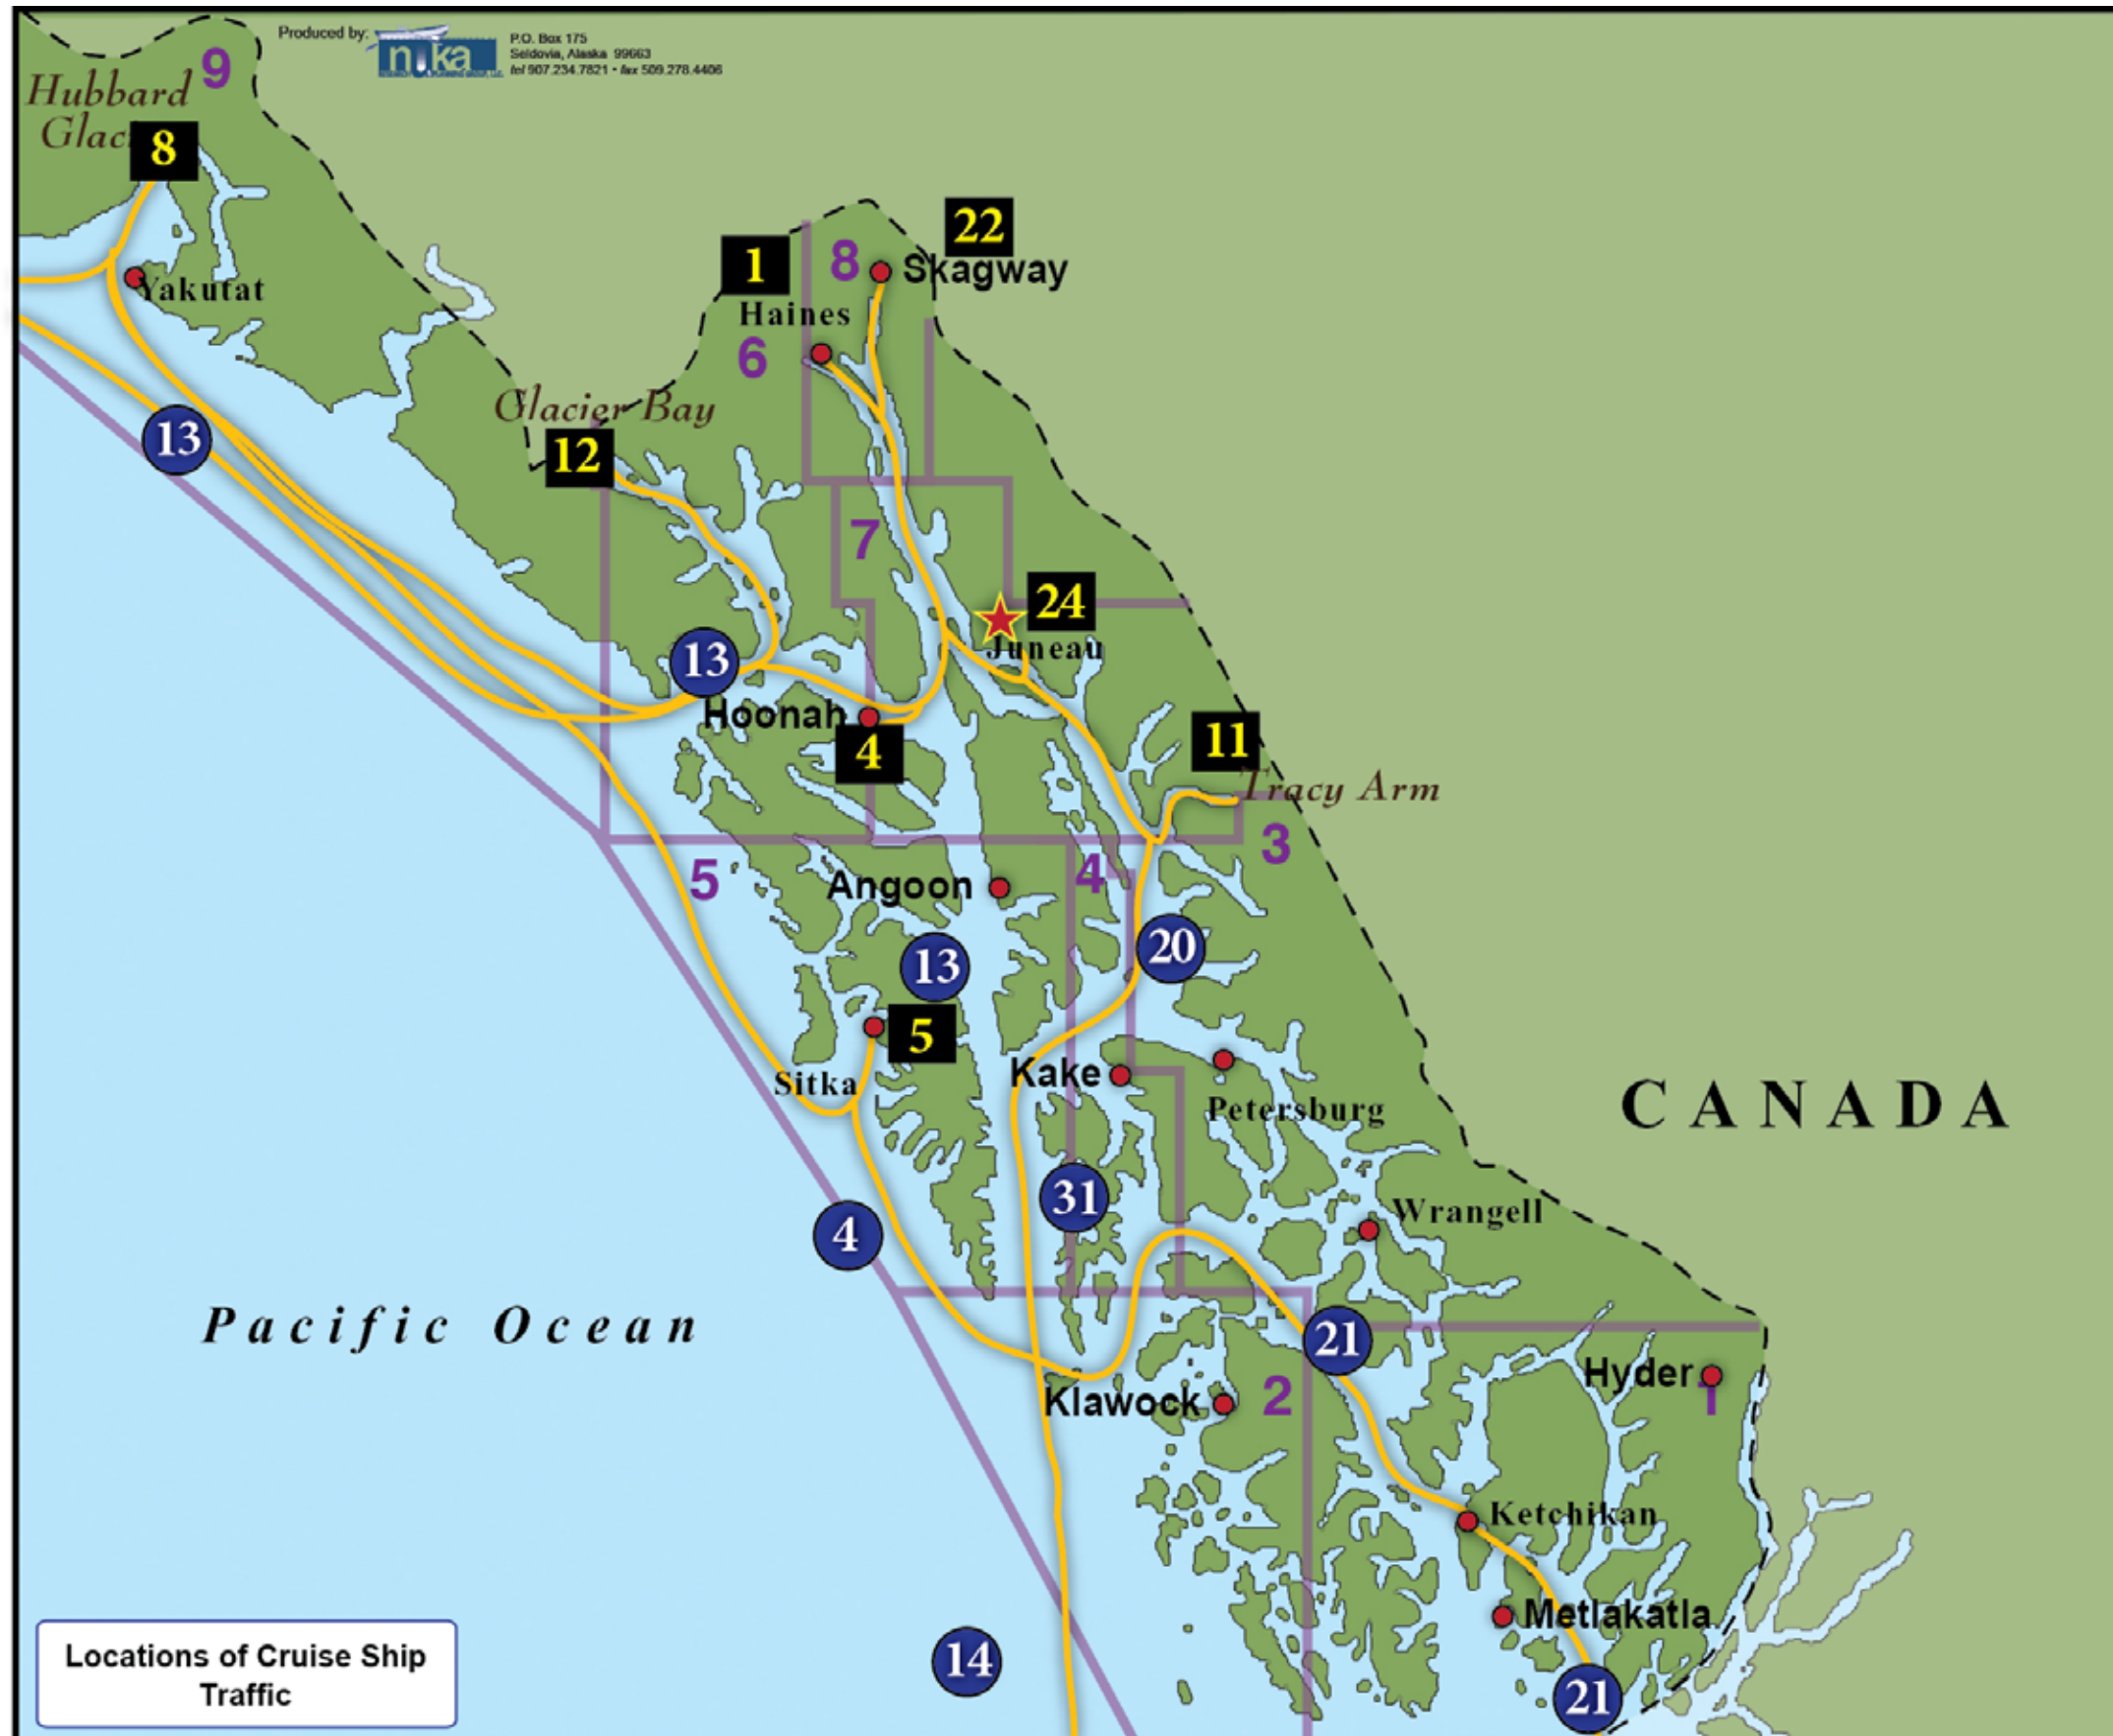 Produced by:
nuka
P.O. Box 175
Seldovia, Alaska 99663
tel 907.234.7821 • fax 509.278.4406
9
Hubbard
8
Yakutat
22
1
8
Skagway
Haines
6
Glacier Bay
12
13
7
24
Juneau
13
Hoonah
4
11
Tracy Arm
3
5
4
Angoon
20
13
5
Kake
Sitka
Petersburg
CANADA
31
Wrangell
4
Pacific Ocean
21
Hyder
1
Klawock
2
Ketchikan
Metlakatla
14
21
Locations of Cruise Ship
Traffic